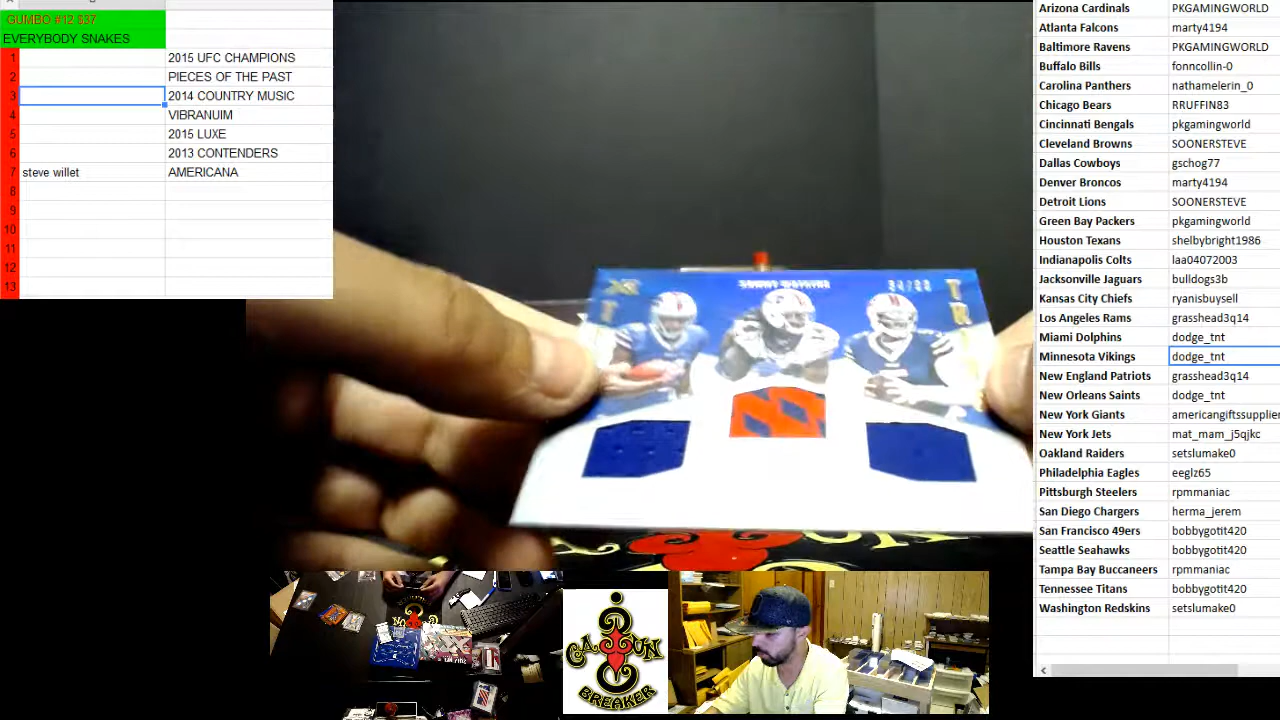 GUMBO #12 $37
EVERYBODY SNAKES
1 2015 UFC CHAMPIONS
2 PIECES OF THE PAST
3 2014 COUNTRY MUSIC
4 VIBRANUIM
5 2015 LUXE
6 2013 CONTENDERS
7 steve willet AMERICANA
8
9
10
11
12
13
SAMMY WATKINS
CAJUN
BREAKER
Arizona Cardinals PKGAMINGWORLD
Atlanta Falcons marty4194
Baltimore Ravens PKGAMINGWORLD
Buffalo Bills fonncollin-0
Carolina Panthers nathamelerin_0
Chicago Bears RRUFFIN83
Cincinnati Bengals pkgamingworld
Cleveland Browns SOONERSTEVE
Dallas Cowboys gschog77
Denver Broncos marty4194
Detroit Lions SOONERSTEVE
Green Bay Packers pkgamingworld
Houston Texans shelbybright1986
Indianapolis Colts laa04072003
Jacksonville Jaguars bulldogs3b
Kansas City Chiefs ryanisbuysell
Los Angeles Rams grasshead3q14
Miami Dolphins dodge_tnt
Minnesota Vikings dodge_tnt
New England Patriots grasshead3q14
New Orleans Saints dodge_tnt
New York Giants americangiftssupplier
New York Jets mat_mam_j5qjkc
Oakland Raiders setslumake0
Philadelphia Eagles eeglz65
Pittsburgh Steelers rpmmaniac
San Diego Chargers herma_jerem
San Francisco 49ers bobbygotit420
Seattle Seahawks bobbygotit420
Tampa Bay Buccaneers rpmmaniac
Tennessee Titans bobbygotit420
Washington Redskins setslumake0